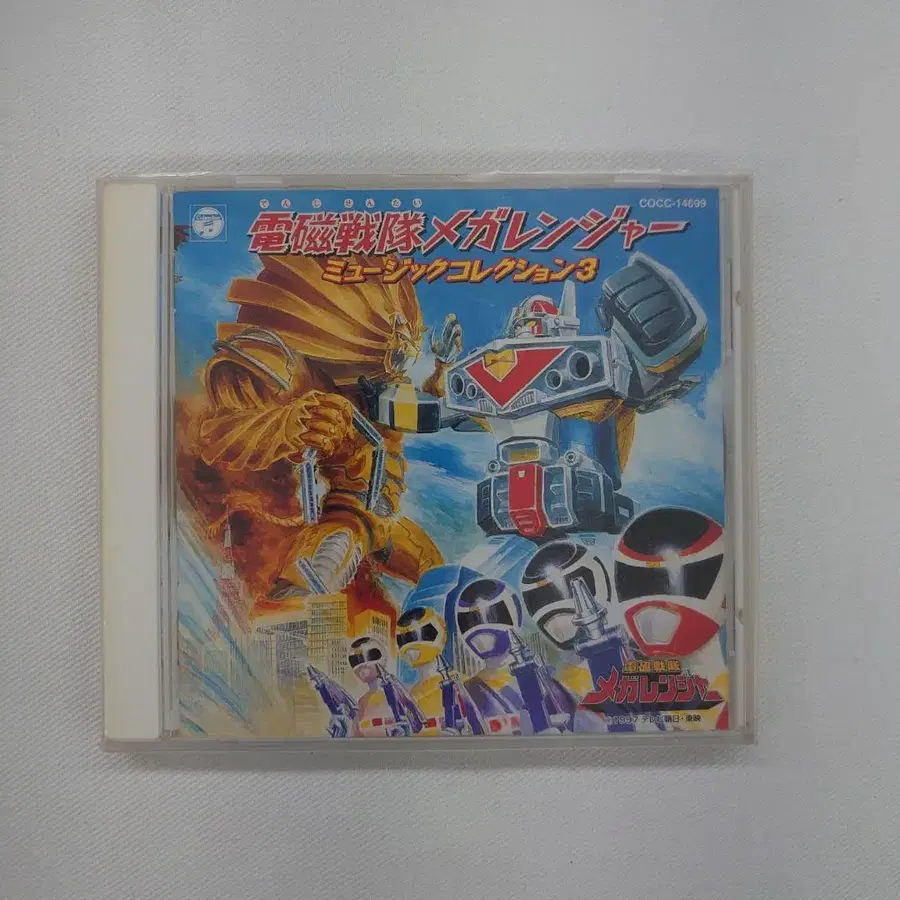 COCC-14699
でんじせんたい
電磁戦隊メガレンジャー
ミュージックコレクション3
Columbia
電磁戦隊
メガレンジャー
©1997 テレビ朝日・東映